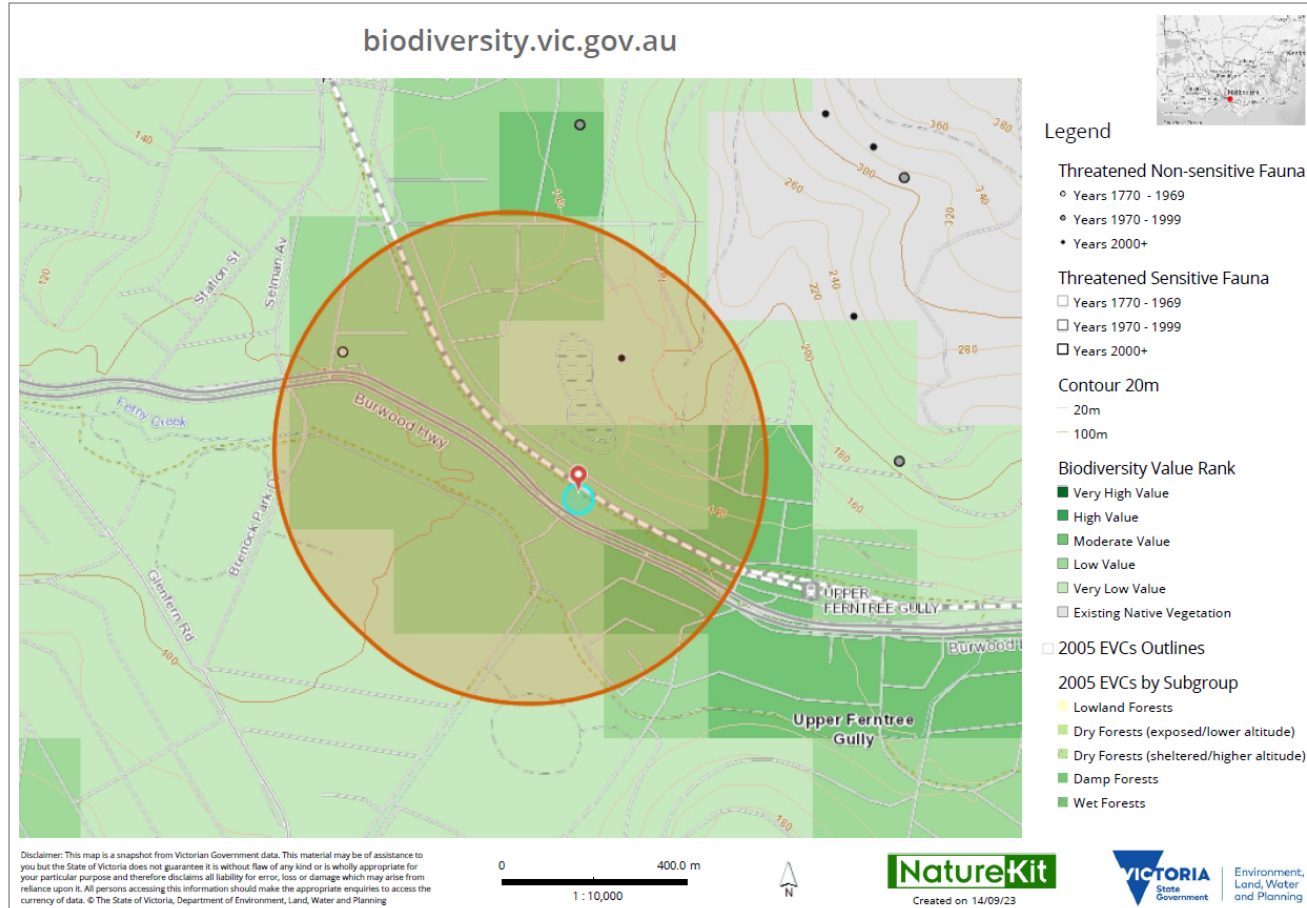 biodiversity.vic.gov.au
140
360
380
300
340
260
240
320
240
Station St
Selman Av
120
220
200
280
Burwood Hwy
Ferny Creek
180
Brenock Park D
140
160
UPPER
FERNTREE GULLY
Glenfern Rd
100
Burwood
Upper Ferntree
Gully
180
Legend
Threatened Non-sensitive Fauna
Years 1770 - 1969
Years 1970 - 1999
Years 2000+
Threatened Sensitive Fauna
Years 1770 - 1969
Years 1970 - 1999
Years 2000+
Contour 20m
20m
100m
Biodiversity Value Rank
Very High Value
High Value
Moderate Value
Low Value
Very Low Value
Existing Native Vegetation
2005 EVCs Outlines
2005 EVCs by Subgroup
Lowland Forests
Dry Forests (exposed/lower altitude)
Dry Forests (sheltered/higher altitude)
Damp Forests
Wet Forests
Disclaimer: This map is a snapshot from Victorian Government data. This material may be of assistance to
you but the State of Victoria does not guarantee it is without flaw of any kind or is wholly appropriate for
your particular purpose and therefore disclaims all liability for error, loss or damage which may arise from
reliance upon it. All persons accessing this information should make the appropriate enquiries to access the
currency of data. © The State of Victoria, Department of Environment, Land, Water and Planning
0 400.0 m
1 : 10,000
N
NatureKit
Created on 14/09/23
VICTORIA
State
Government
Environment,
Land, Water
and Planning